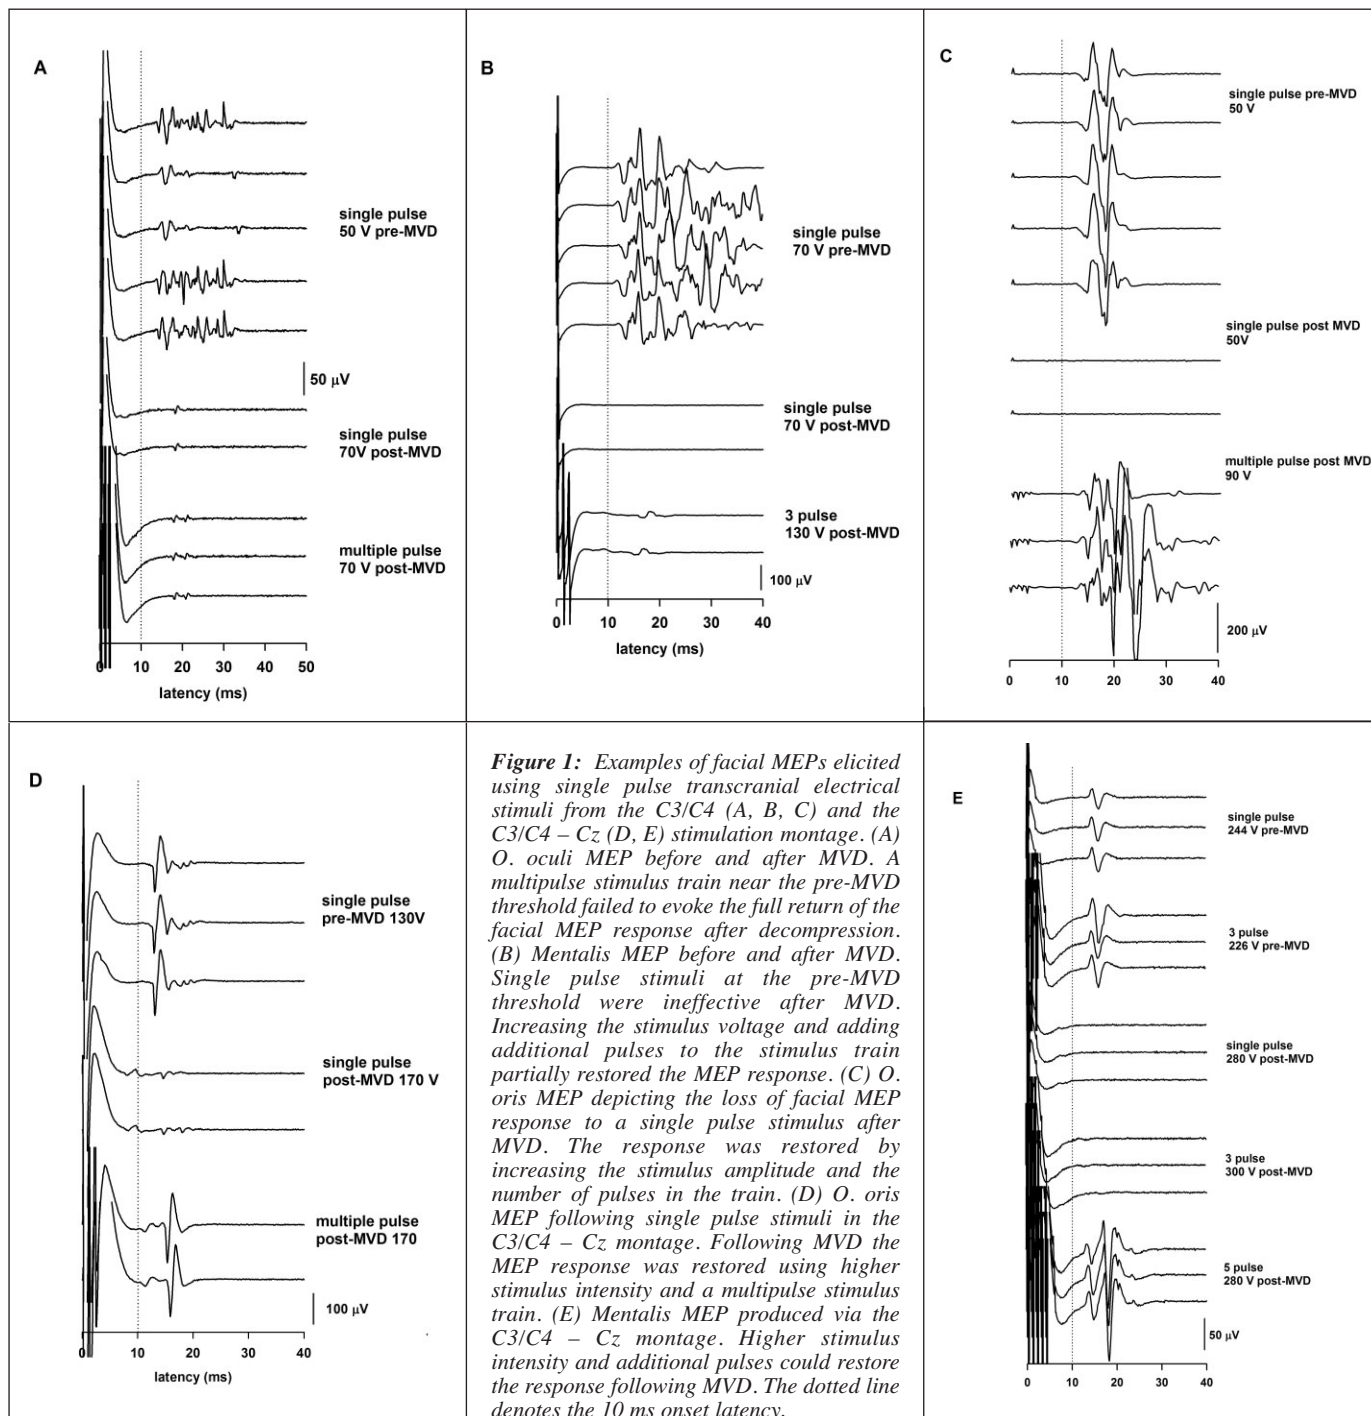 A
single pulse
50 V pre-MVD
50 μV
single pulse
70V post-MVD
multiple pulse
70 V post-MVD
0 10 20 30 40 50
latency (ms)
B
single pulse
70 V pre-MVD
single pulse
70 V post-MVD
3 pulse
130 V post-MVD
100 μV
0 10 20 30 40
latency (ms)
C
single pulse pre-MVD
50 V
single pulse post MVD
50V
multiple pulse post MVD
90 V
200 μV
0 10 20 30 40
D
single pulse
pre-MVD 130V
single pulse
post-MVD 170 V
multiple pulse
post-MVD 170
100 μV
0 10 20 30 40
latency (ms)
Figure 1: Examples of facial MEPs elicited
using single pulse transcranial electrical
stimuli from the C3/C4 (A, B, C) and the
C3/C4 – Cz (D, E) stimulation montage. (A)
O. oculi MEP before and after MVD. A
multipulse stimulus train near the pre-MVD
threshold failed to evoke the full return of the
facial MEP response after decompression.
(B) Mentalis MEP before and after MVD.
Single pulse stimuli at the pre-MVD
threshold were ineffective after MVD.
Increasing the stimulus voltage and adding
additional pulses to the stimulus train
partially restored the MEP response. (C) O.
oris MEP depicting the loss of facial MEP
response to a single pulse stimulus after
MVD. The response was restored by
increasing the stimulus amplitude and the
number of pulses in the train. (D) O. oris
MEP following single pulse stimuli in the
C3/C4 – Cz montage. Following MVD the
MEP response was restored using higher
stimulus intensity and a multipulse stimulus
train. (E) Mentalis MEP produced via the
C3/C4 – Cz montage. Higher stimulus
intensity and additional pulses could restore
the response following MVD. The dotted line
denotes the 10 ms onset latency.
E
single pulse
244 V pre-MVD
3 pulse
226 V pre-MVD
single pulse
280 V post-MVD
3 pulse
300 V post-MVD
5 pulse
280 V post-MVD
50 μV
0 10 20 30 40